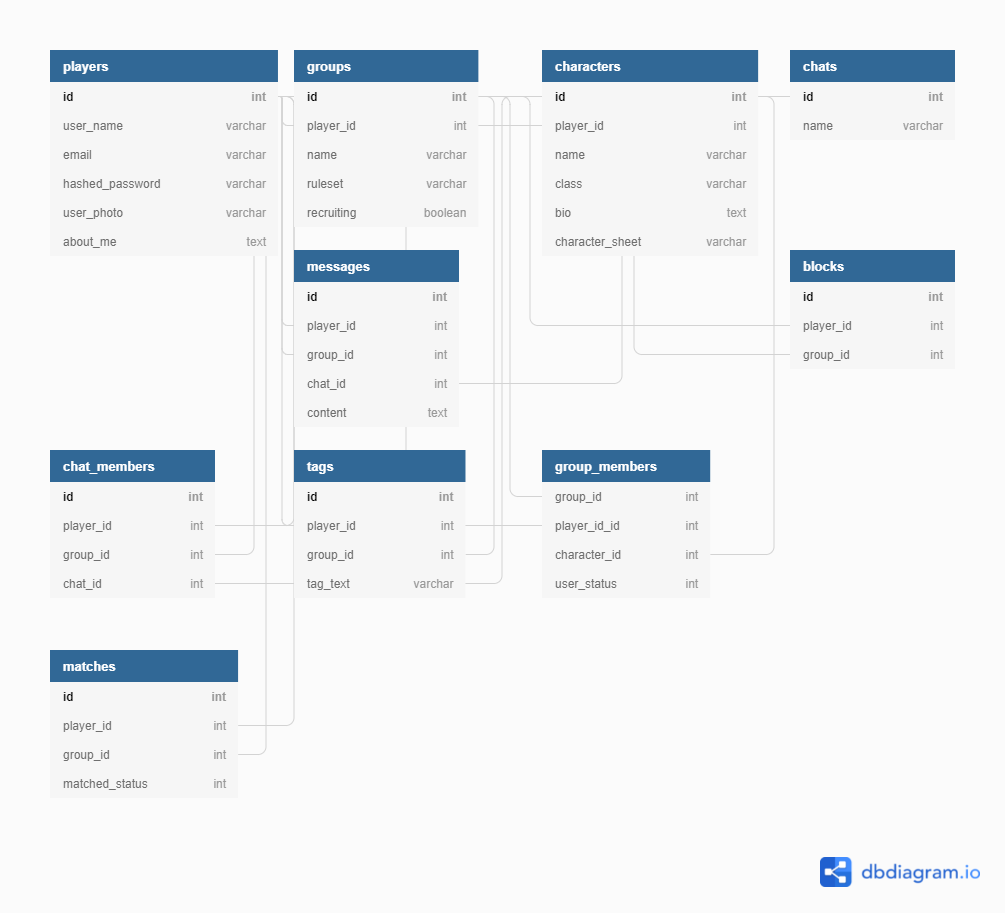 players
id int
user_name varchar
email varchar
hashed_password varchar
user_photo varchar
about_me text
groups
id int
player_id int
name varchar
ruleset varchar
recruiting boolean
characters
id int
player_id int
name varchar
class varchar
bio text
character_sheet varchar
chats
id int
name varchar
messages
id int
player_id int
group_id int
chat_id int
content text
blocks
id int
player_id int
group_id int
chat_members
id int
player_id int
group_id int
chat_id int
tags
id int
player_id int
group_id int
tag_text varchar
group_members
group_id int
player_id_id int
character_id int
user_status int
matches
id int
player_id int
group_id int
matched_status int
dbdiagram.io